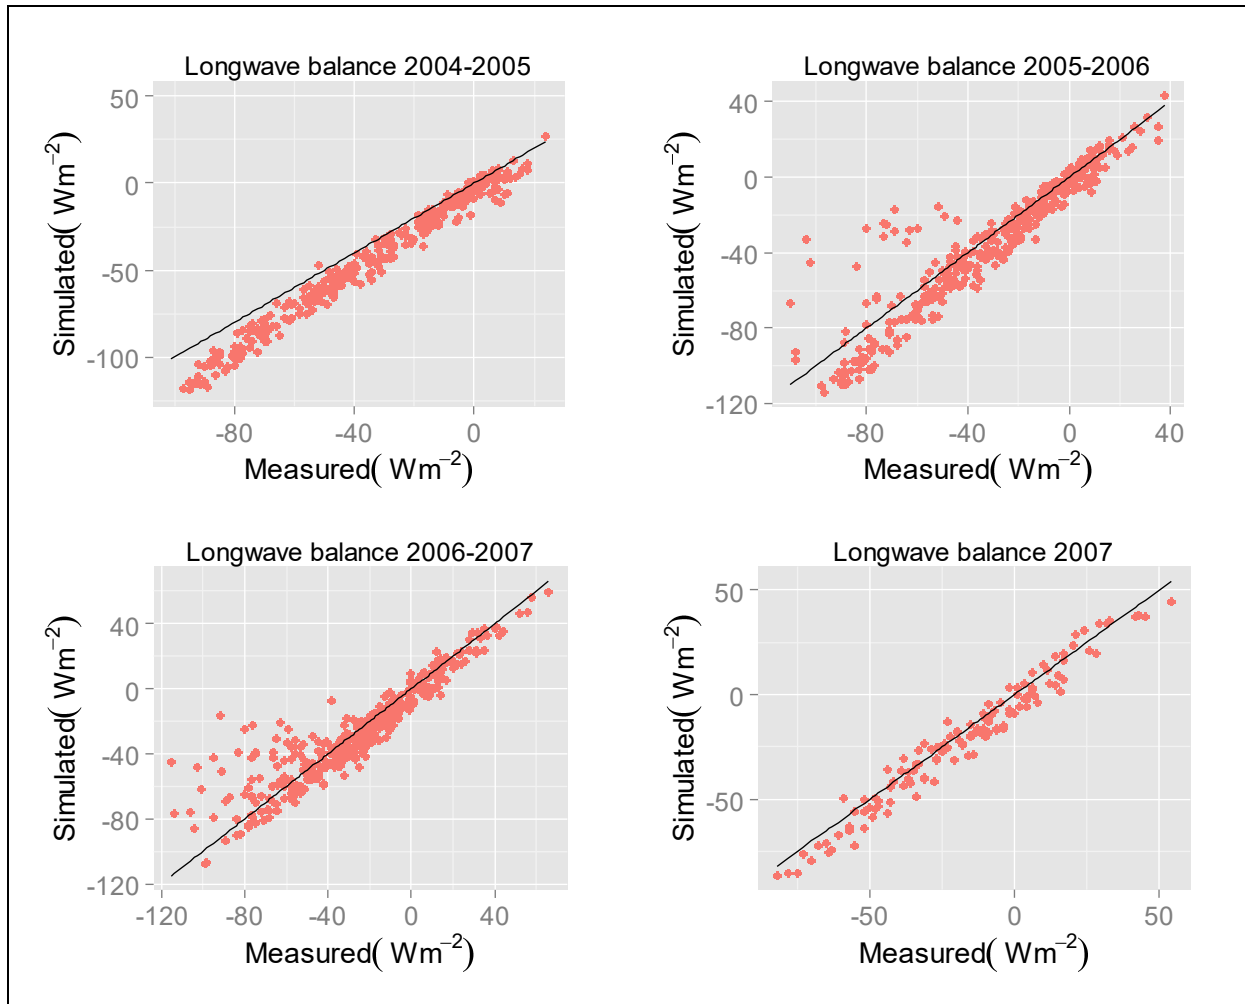 Longwave balance 2004-2005
50
0
-50
-100
Simulated( Wm−2)
-80 -40 0
Measured( Wm−2)
Longwave balance 2005-2006
40
0
-40
-80
-120
Simulated( Wm−2)
-80 -40 0 40
Measured( Wm−2)
Longwave balance 2006-2007
40
0
-40
-80
-120
Simulated( Wm−2)
-120 -80 -40 0 40
Measured( Wm−2)
Longwave balance 2007
50
0
-50
Simulated( Wm−2)
-50 0 50
Measured( Wm−2)